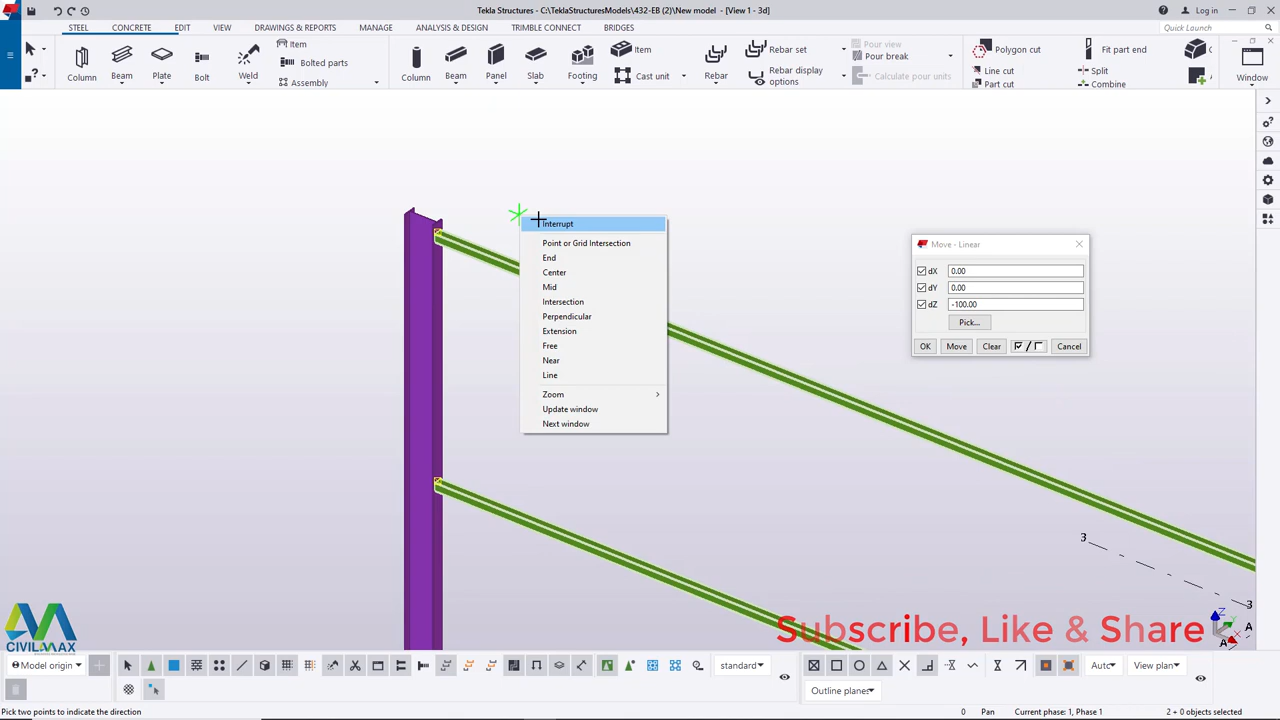 Tekla Structures - C:\TeklaStructuresModels\432-EB (2)\New model - [View 1 - 3d]
Log in
STEEL CONCRETE EDIT VIEW DRAWINGS & REPORTS MANAGE ANALYSIS & DESIGN TRIMBLE CONNECT BRIDGES
Quick Launch
Column Beam Plate Bolt Weld
Item
Bolted parts
Assembly
Column Beam Panel Slab Footing
Item
Cast unit
Rebar
Rebar set
Rebar display options
Pour view
Pour break
Calculate pour units
Polygon cut
Line cut
Part cut
Fit part end
Split
Combine
Window
Interrupt
Point or Grid Intersection
End
Center
Mid
Intersection
Perpendicular
Extension
Free
Near
Line
Zoom
Update window
Next window
Move - Linear
dX 0.00
dY 0.00
dZ -100.00
Pick...
OK Move Clear / Cancel
3
3
A
Z
Subscribe, Like & Share
CIVILMAX
Model origin
standard
Auto
View plan
Outline planes
Pick two points to indicate the direction
0 Pan Current phase: 1, Phase 1 2 + 0 objects selected